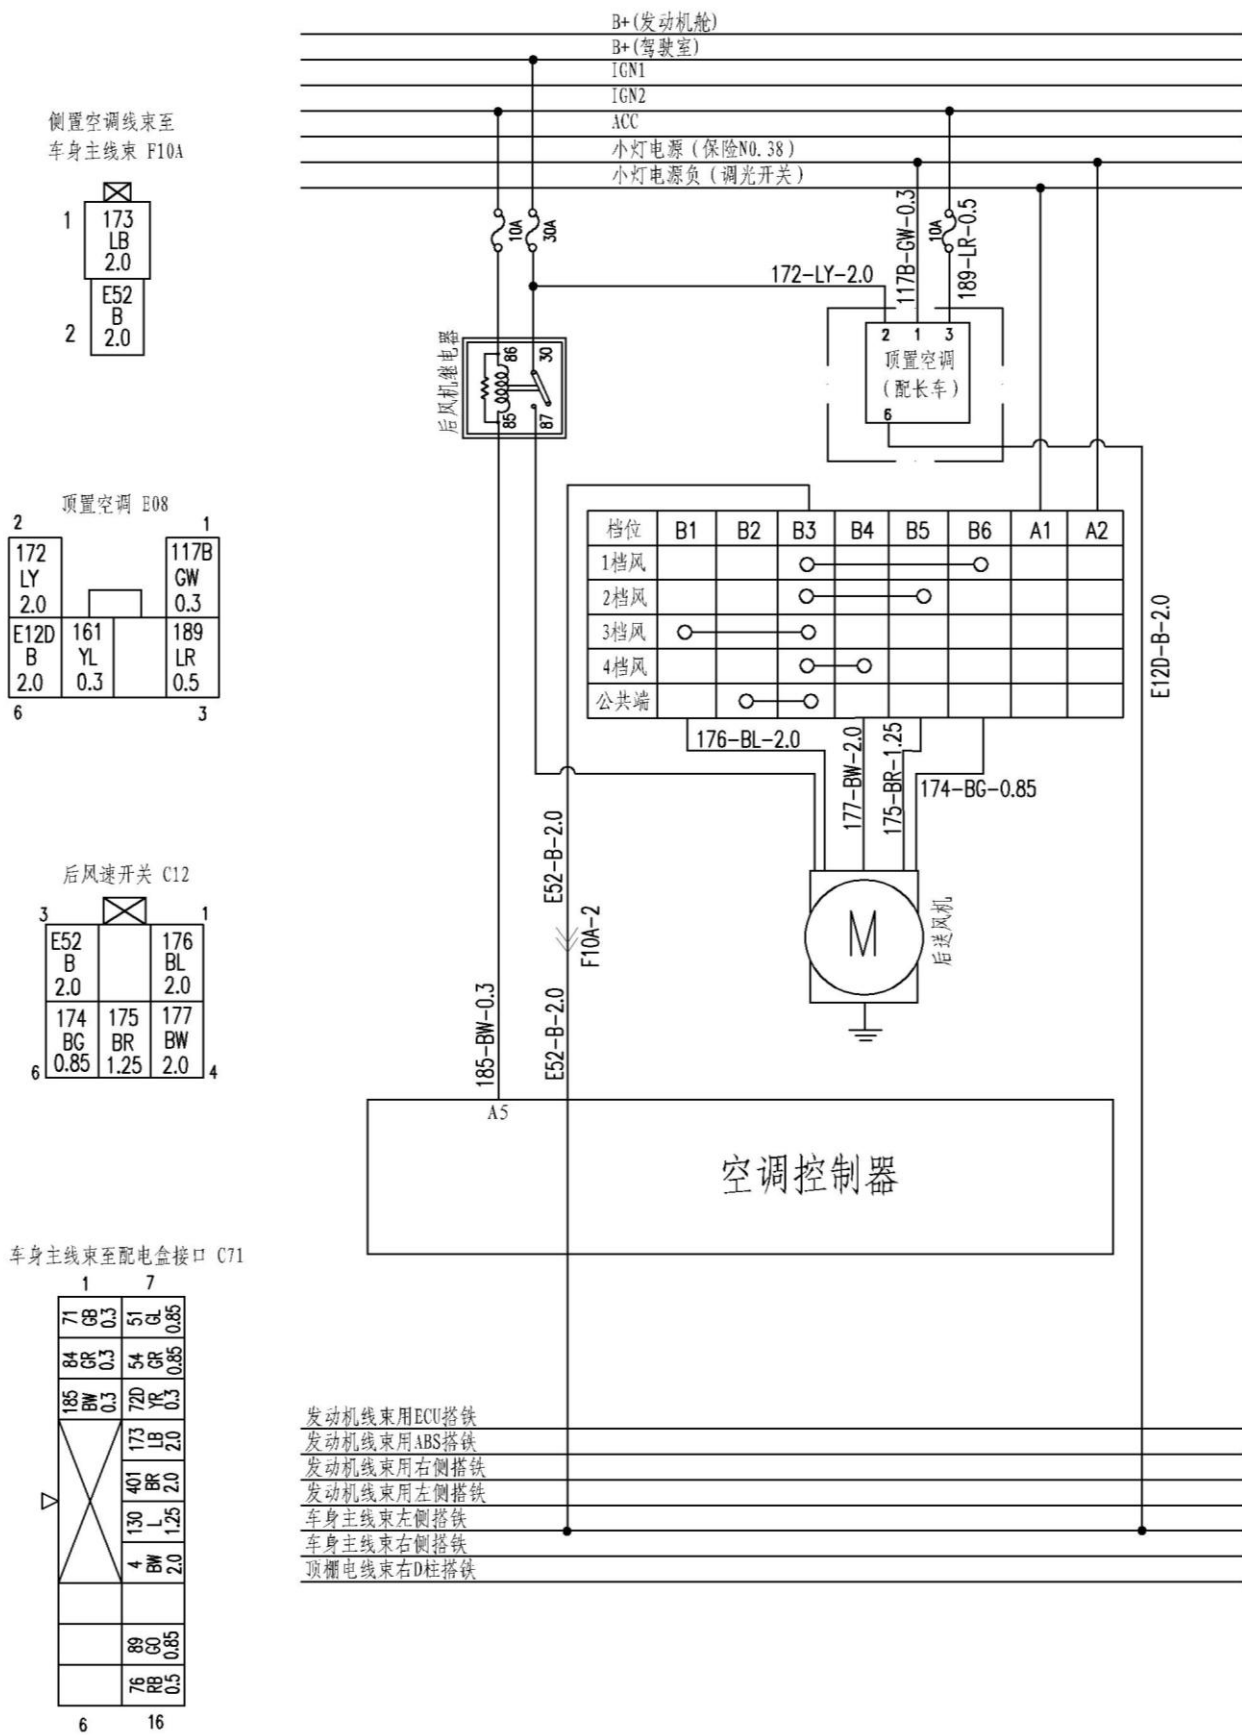 B+(发动机舱)
B+(驾驶室)
IGN1
IGN2
ACC
小灯电源(保险NO.38)
小灯电源负(调光开关)
侧置空调线束至
车身主线束 F10A
1
173
LB
2.0
2
E52
B
2.0
顶置空调 E08
2
1
172
LY
2.0
117B
GW
0.3
E12D
B
2.0
161
YL
0.3
189
LR
0.5
6
3
后风速开关 C12
3
1
E52
B
2.0
176
BL
2.0
174
BG
0.85
175
BR
1.25
177
BW
2.0
6
4
车身主线束至配电盒接口 C71
1
7
71
GB
0.3
51
GL
0.85
84
GR
0.3
54
GR
0.85
185
BW
0.3
72D
YR
0.3
173
LB
2.0
401
BR
2.0
130
L
1.25
4
BW
2.0
89
GO
0.85
76
RB
0.5
6
16
10A
30A
172-LY-2.0
117B-GW-0.3
10A
189-LR-0.5
后风机继电器
86
30
85
87
2 1 3
顶置空调
(配长车)
6
档位 B1 B2 B3 B4 B5 B6 A1 A2
1档风
2档风
3档风
4档风
公共端
E12D-B-2.0
176-BL-2.0
177-BW-2.0
175-BR-1.25
174-BG-0.85
E52-B-2.0
F10A-2
E52-B-2.0
185-BW-0.3
M
后送风机
A5
空调控制器
发动机线束用ECU搭铁
发动机线束用ABS搭铁
发动机线束用右侧搭铁
发动机线束用左侧搭铁
车身主线束左侧搭铁
车身主线束右侧搭铁
顶棚电线束右D柱搭铁